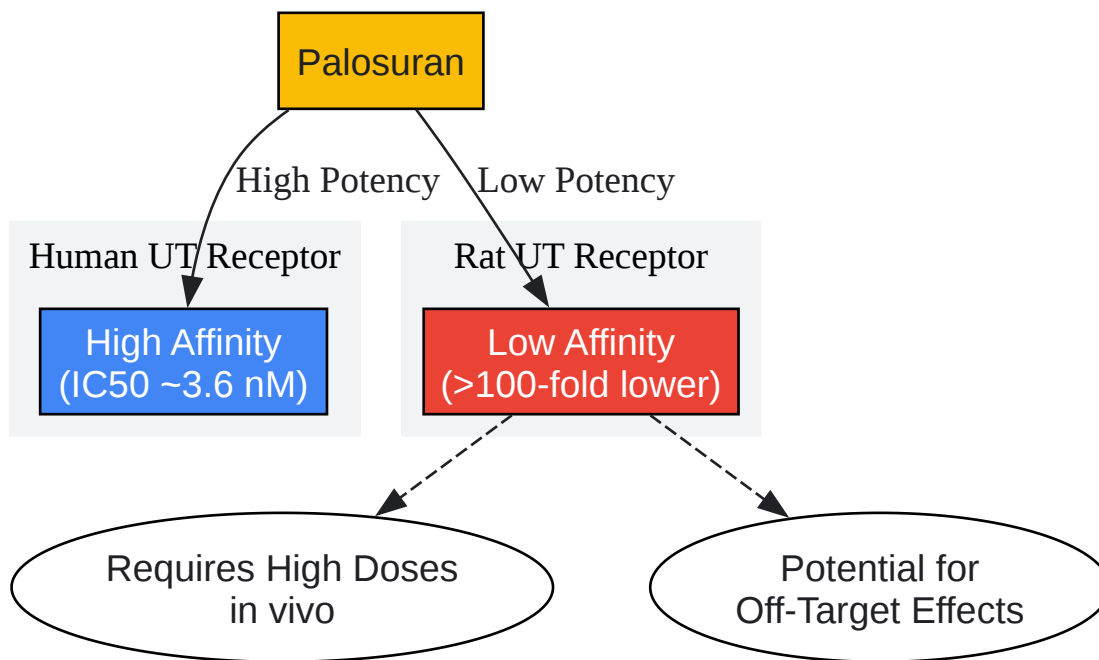 Palosuran
High Potency
Low Potency
Human UT Receptor
Rat UT Receptor
High Affinity
(IC50 ~3.6 nM)
Low Affinity
(>100-fold lower)
Requires High Doses
in vivo
Potential for
Off-Target Effects